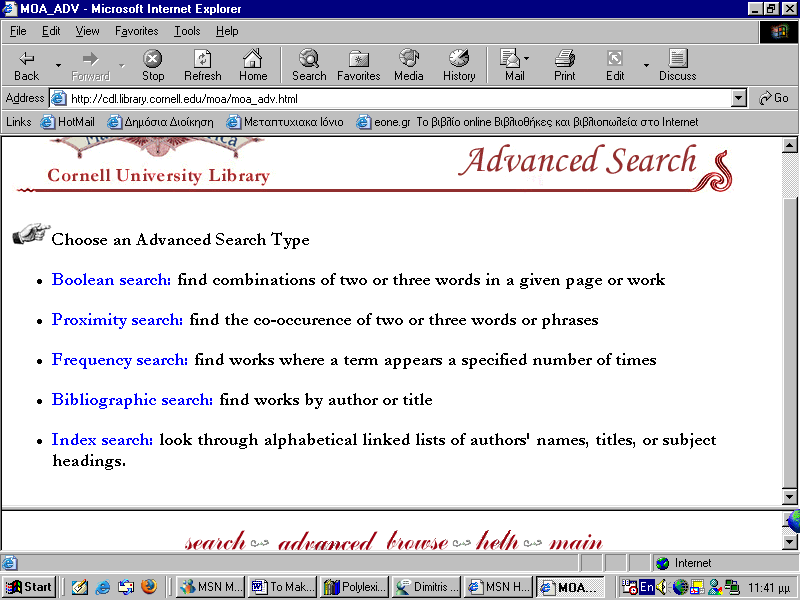 MOA_ADV - Microsoft Internet Explorer
File Edit View Favorites Tools Help
Back Forward Stop Refresh Home Search Favorites Media History Mail Print Edit Discuss
Address http://cdl.library.cornell.edu/moa/moa_adv.html Go
Links HotMail Δημόσια Διοίκηση Μεταπτυχιακα Ιόνιο eone.gr Το βιβλίο online Βιβλιοθήκες και βιβλιοπωλεία στο Internet
Cornell University Library
Advanced Search
Choose an Advanced Search Type
• Boolean search: find combinations of two or three words in a given page or work
• Proximity search: find the co-occurence of two or three words or phrases
• Frequency search: find works where a term appears a specified number of times
• Bibliographic search: find works by author or title
• Index search: look through alphabetical linked lists of authors' names, titles, or subject
headings.
search advanced browse help main
Internet
Start MSN M... To Mak... Polylexi... Dimitris ... MSN H... MOA... En 11:41 μμ